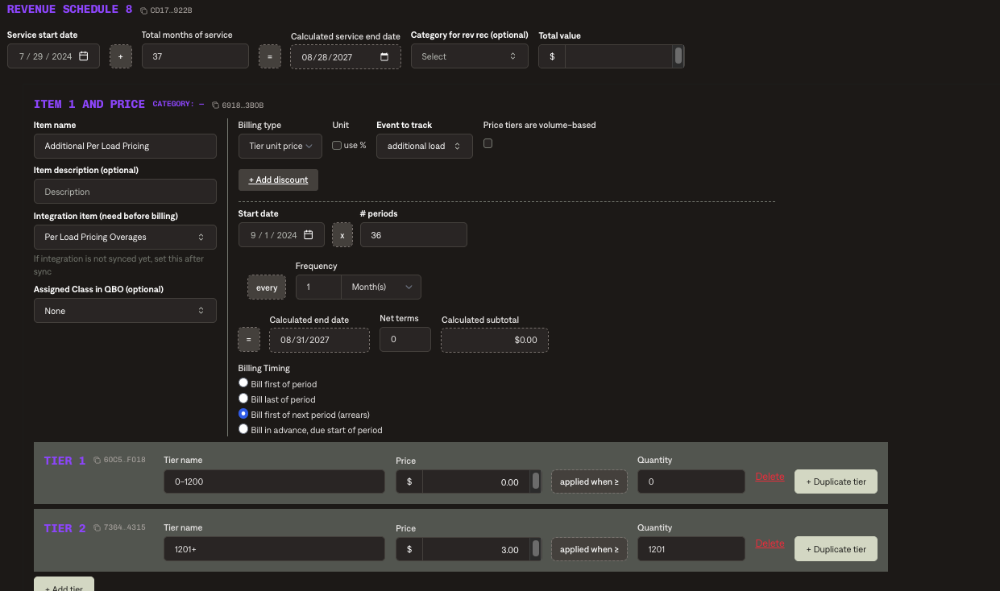 REVENUE SCHEDULE 8 CD17…922B
Service start date Total months of service Calculated service end date Category for rev rec (optional) Total value
7 / 29 / 2024 + 37 = 08/28/2027 Select $
ITEM 1 AND PRICE CATEGORY: – 6918…3B0B
Item name
Additional Per Load Pricing
Item description (optional)
Description
Integration item (need before billing)
Per Load Pricing Overages
If integration is not synced yet, set this after
sync
Assigned Class in QBO (optional)
None
Billing type Unit Event to track Price tiers are volume-based
Tier unit price use % additional load
+ Add discount
Start date # periods
9 / 1 / 2024 x 36
Frequency
every 1 Month(s)
Calculated end date Net terms Calculated subtotal
= 08/31/2027 0 $0.00
Billing Timing
Bill first of period
Bill last of period
Bill first of next period (arrears)
Bill in advance, due start of period
TIER 1 60C5…F018 Tier name Price Quantity
0-1200 $ 0.00 applied when ≥ 0 Delete + Duplicate tier
TIER 2 7364…4315 Tier name Price Quantity
1201+ $ 3.00 applied when ≥ 1201 Delete + Duplicate tier
+ Add tier